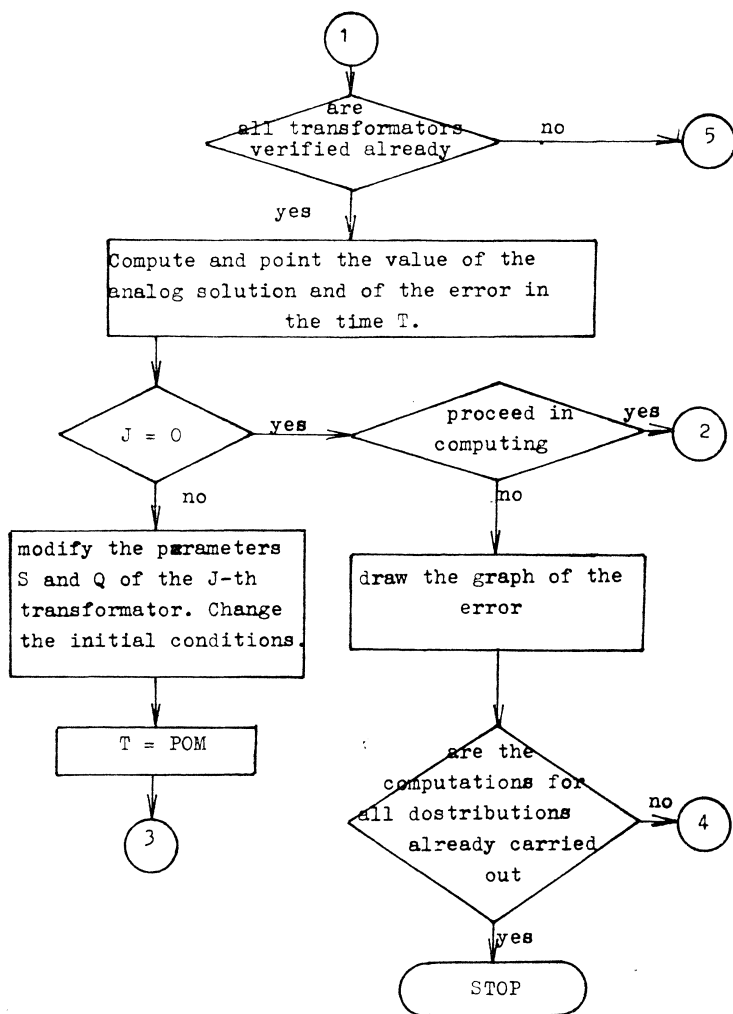 1
are
all transformators
verified already
no
5
yes
Compute and point the value of the
analog solution and of the error in
the time T.
J = 0
yes
proceed in
computing
yes
2
no
no
modify the parameters
S and Q of the J-th
transformator. Change
the initial conditions.
draw the graph of the
error
T = POM
3
are the
computations for
all dostributions
already carried
out
no
4
yes
STOP